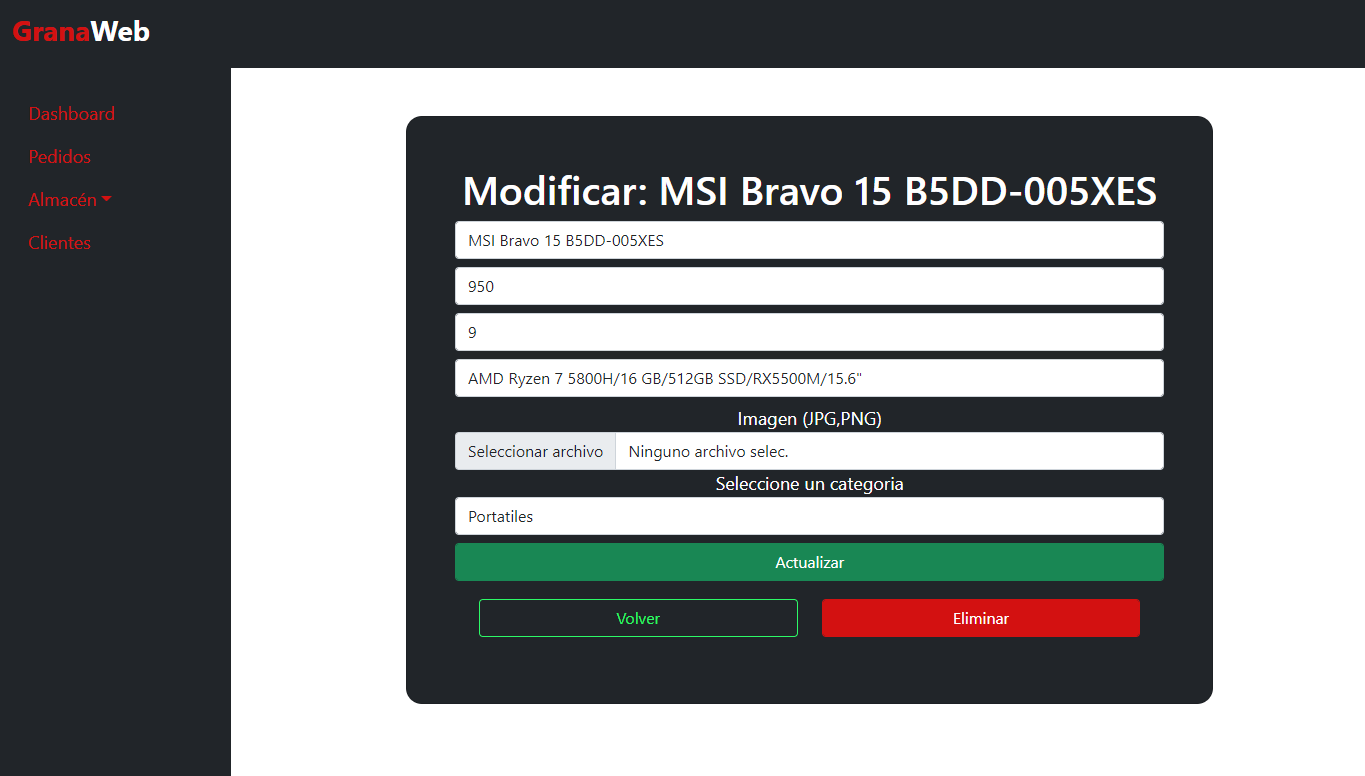 GranaWeb
Dashboard
Pedidos
Almacén
Clientes
Modificar: MSI Bravo 15 B5DD-005XES
MSI Bravo 15 B5DD-005XES
950
9
AMD Ryzen 7 5800H/16 GB/512GB SSD/RX5500M/15.6"
Imagen (JPG,PNG)
Seleccionar archivo Ninguno archivo selec.
Seleccione un categoria
Portatiles
Actualizar
Volver Eliminar